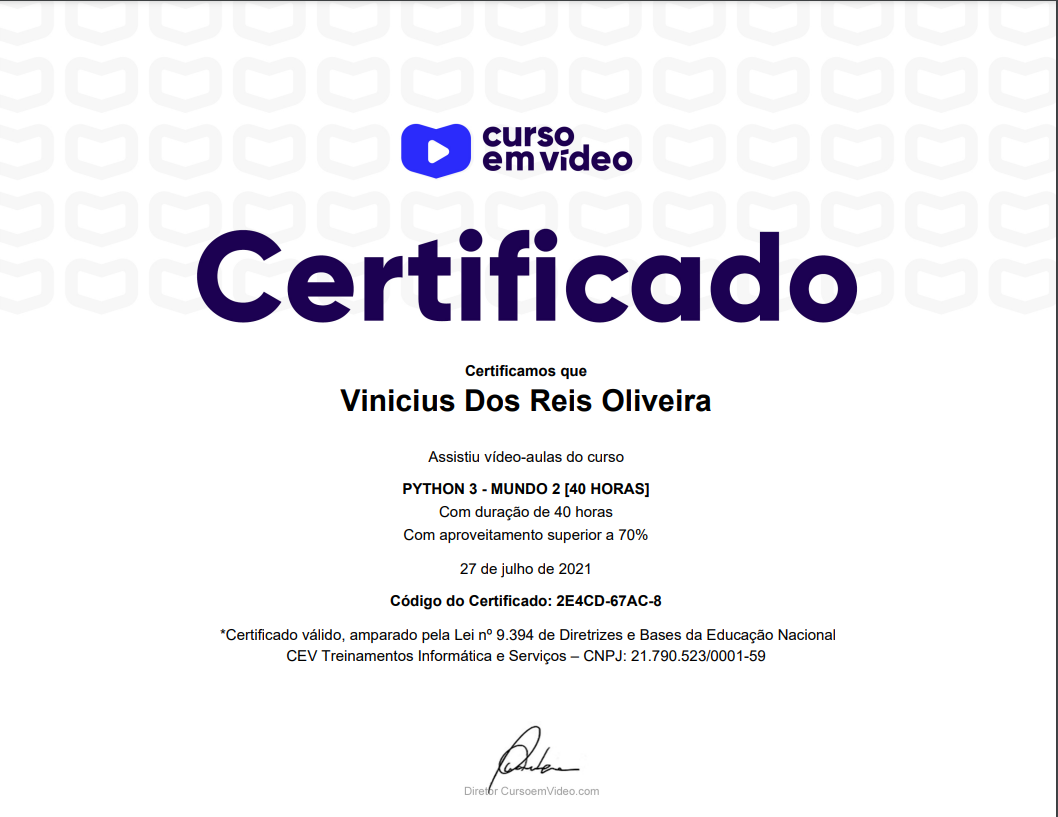 curso
em vídeo
Certificado
Certificamos que
Vinicius Dos Reis Oliveira
Assistiu vídeo-aulas do curso
PYTHON 3 - MUNDO 2 [40 HORAS]
Com duração de 40 horas
Com aproveitamento superior a 70%
27 de julho de 2021
Código do Certificado: 2E4CD-67AC-8
*Certificado válido, amparado pela Lei nº 9.394 de Diretrizes e Bases da Educação Nacional
CEV Treinamentos Informática e Serviços – CNPJ: 21.790.523/0001-59
Diretor CursoemVideo.com